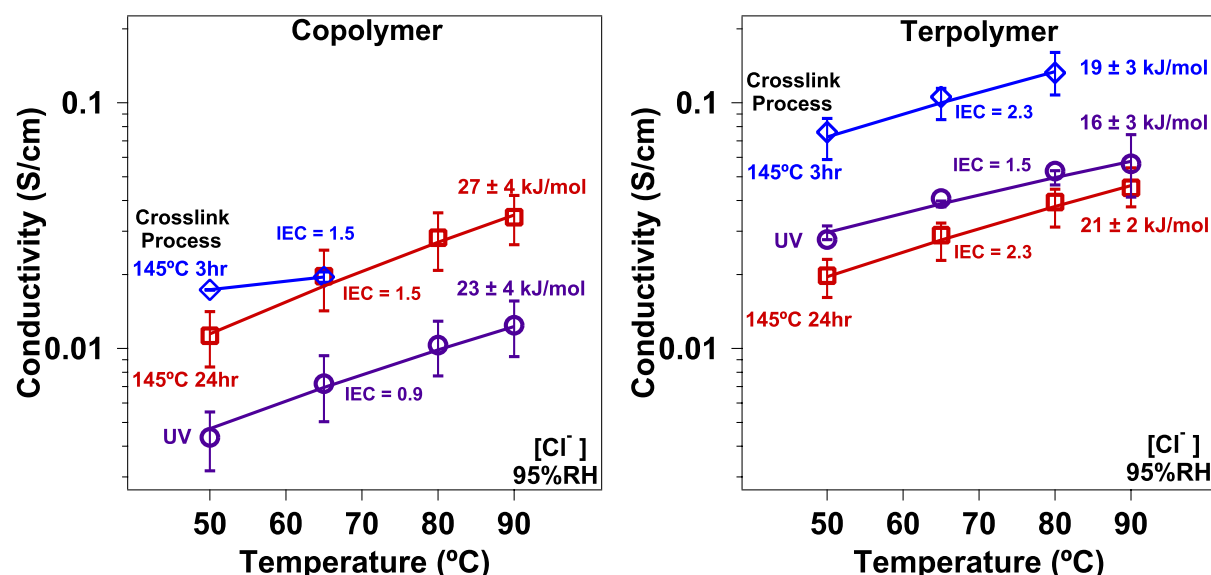 Copolymer
Conductivity (S/cm)
0.1
0.01
Crosslink
Process
145ºC 3hr
IEC = 1.5
27 ± 4 kJ/mol
IEC = 1.5
23 ± 4 kJ/mol
145ºC 24hr
IEC = 0.9
UV
[Cl⁻]
95%RH
50 60 70 80 90
Temperature (ºC)
Terpolymer
Conductivity (S/cm)
0.1
0.01
Crosslink
Process
19 ± 3 kJ/mol
IEC = 2.3
16 ± 3 kJ/mol
145ºC 3hr
IEC = 1.5
UV
21 ± 2 kJ/mol
IEC = 2.3
145ºC 24hr
[Cl⁻]
95%RH
50 60 70 80 90
Temperature (ºC)